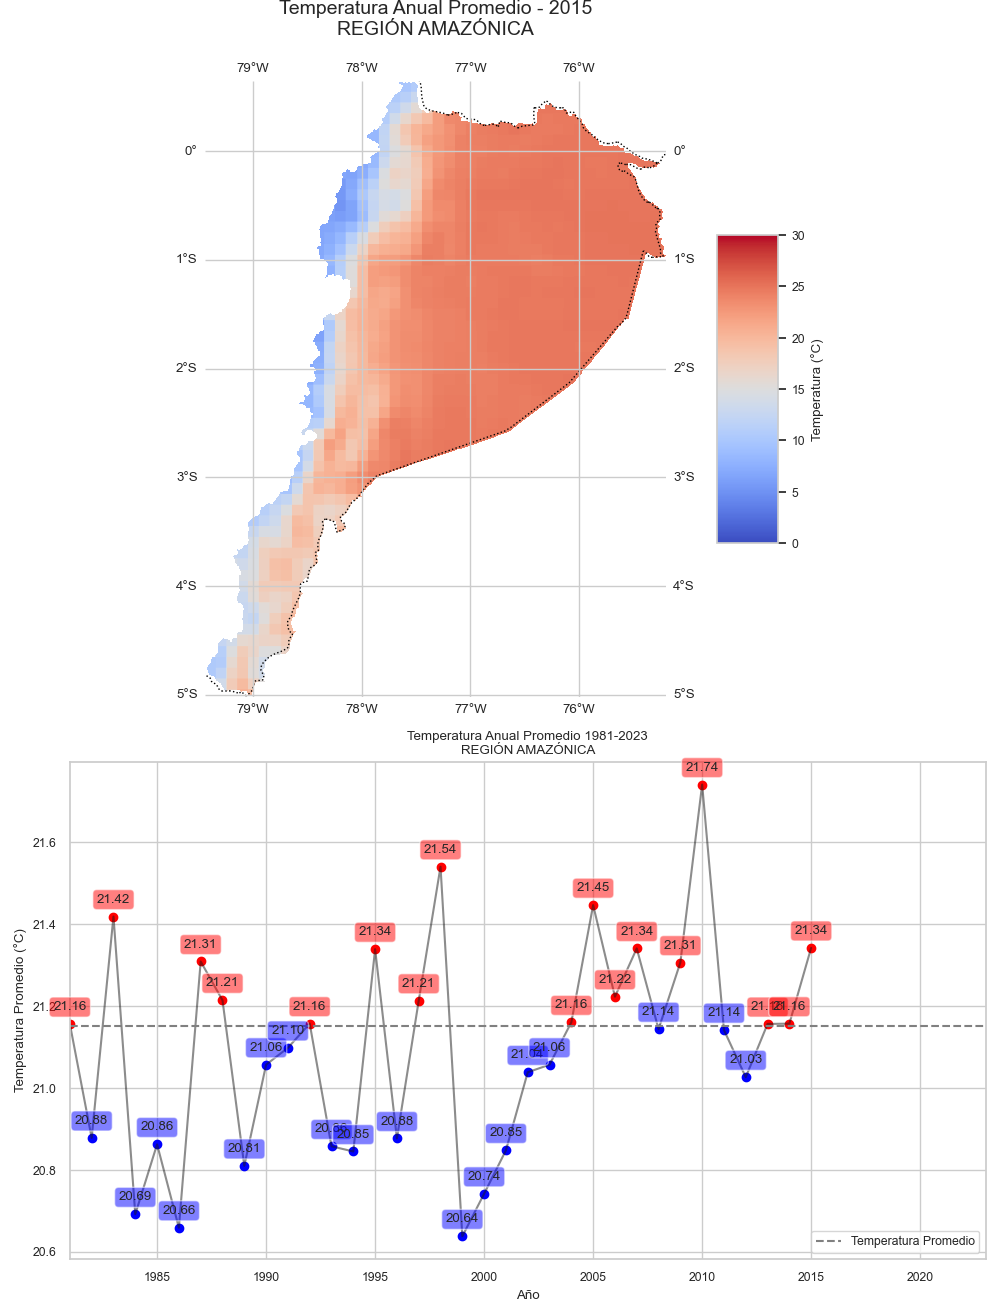 Temperatura Anual Promedio - 2015
REGIÓN AMAZÓNICA
79°W 78°W 77°W 76°W
0° 0°
1°S 1°S
2°S 2°S
3°S 3°S
4°S 4°S
5°S 5°S
79°W 78°W 77°W 76°W
30
25
20
15
10
5
0
Temperatura (°C)
Temperatura Anual Promedio 1981-2023
REGIÓN AMAZÓNICA
21.74
21.6
21.54
21.42
21.45
21.4
21.31
21.34
21.34
21.31
21.34
21.21
21.21
21.22
21.16
21.16
21.16
21.14
21.14
21.16
21.10
21.06
21.06
21.03
21.0
20.88
20.86
20.85
20.88
20.85
20.81
20.8
20.74
20.69
20.66
20.64
20.6
Temperatura Promedio (°C)
Temperatura Promedio
1985 1990 1995 2000 2005 2010 2015 2020
Año